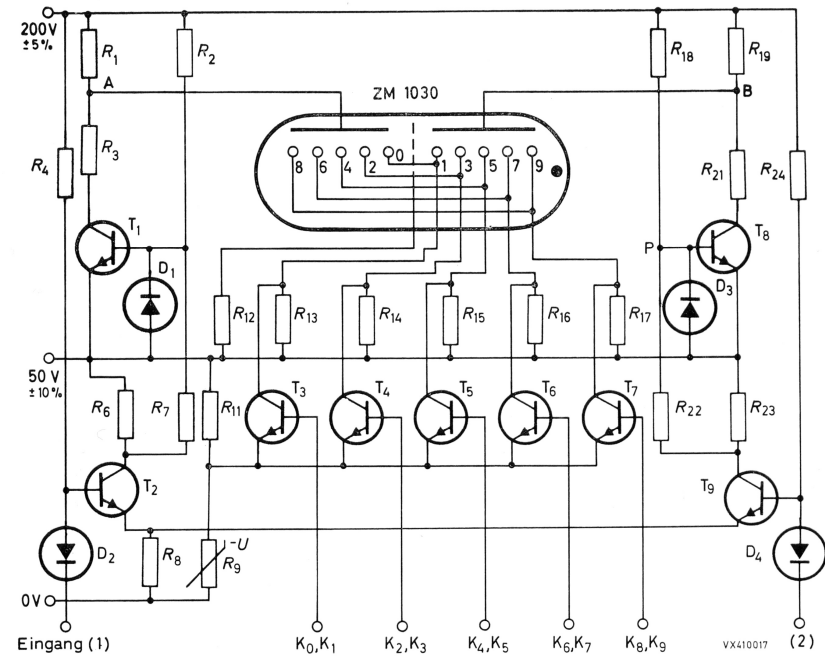 200V
±5%
R1
R2
R18
R19
A
B
ZM 1030
R3
R4
R21
R24
8
6
4
2
0
1
3
5
7
9
T1
T8
P
D1
D3
R12
R13
R14
R15
R16
R17
50V
±10%
R6
R7
R11
T3
T4
T5
T6
T7
R22
R23
T2
T9
D2
R8
-U
R9
D4
0V
Eingang (1)
K0,K1
K2,K3
K4,K5
K6,K7
K8,K9
VX410017
(2)